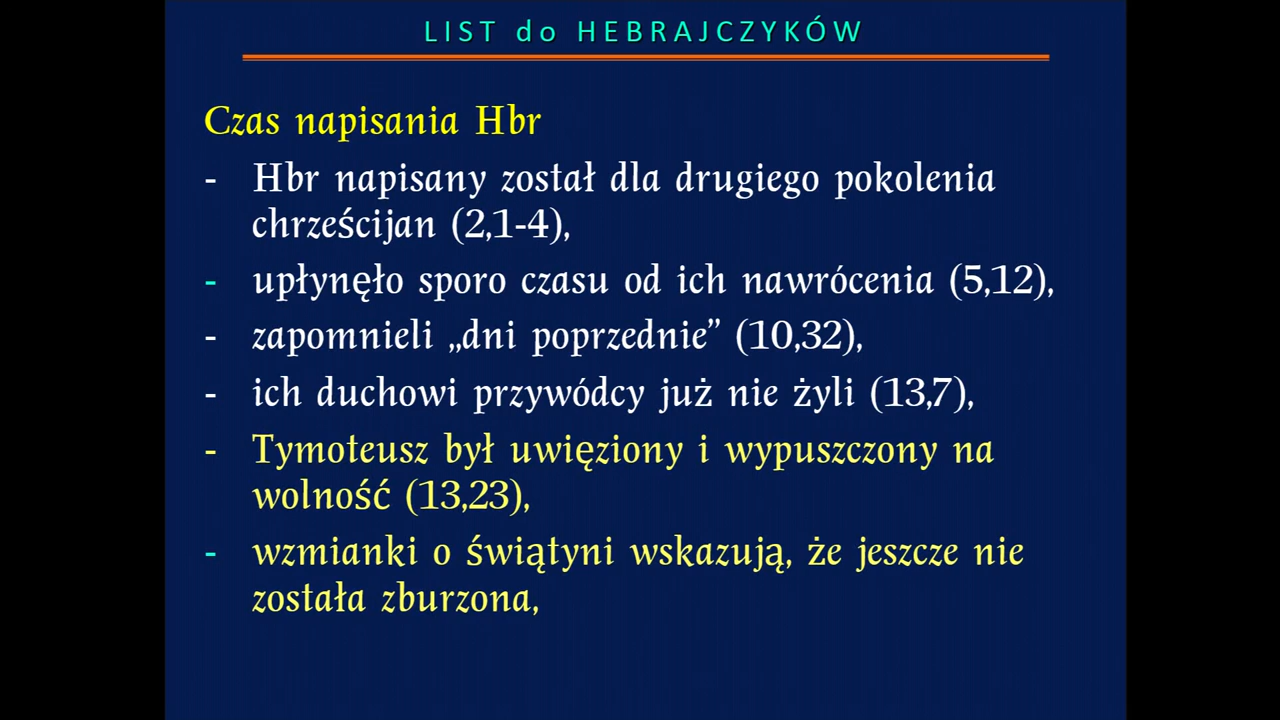 LIST do HEBRAJCZYKÓW
Czas napisania Hbr
- Hbr napisany został dla drugiego pokolenia
chrześcijan (2,1-4),
- upłynęło sporo czasu od ich nawrócenia (5,12),
- zapomnieli „dni poprzednie” (10,32),
- ich duchowi przywódcy już nie żyli (13,7),
- Tymoteusz był uwięziony i wypuszczony na
wolność (13,23),
- wzmianki o świątyni wskazują, że jeszcze nie
została zburzona,